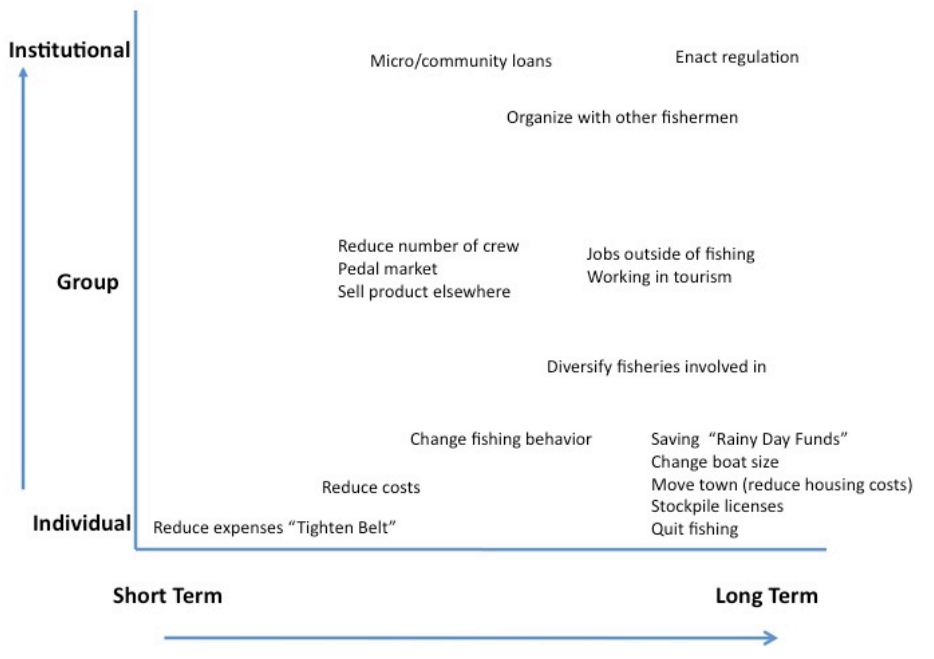 Institutional
Micro/community loans
Enact regulation
Organize with other fishermen
Reduce number of crew
Pedal market
Sell product elsewhere
Jobs outside of fishing
Working in tourism
Group
Diversify fisheries involved in
Change fishing behavior
Saving “Rainy Day Funds”
Change boat size
Move town (reduce housing costs)
Stockpile licenses
Quit fishing
Reduce costs
Individual
Reduce expenses “Tighten Belt”
Short Term
Long Term